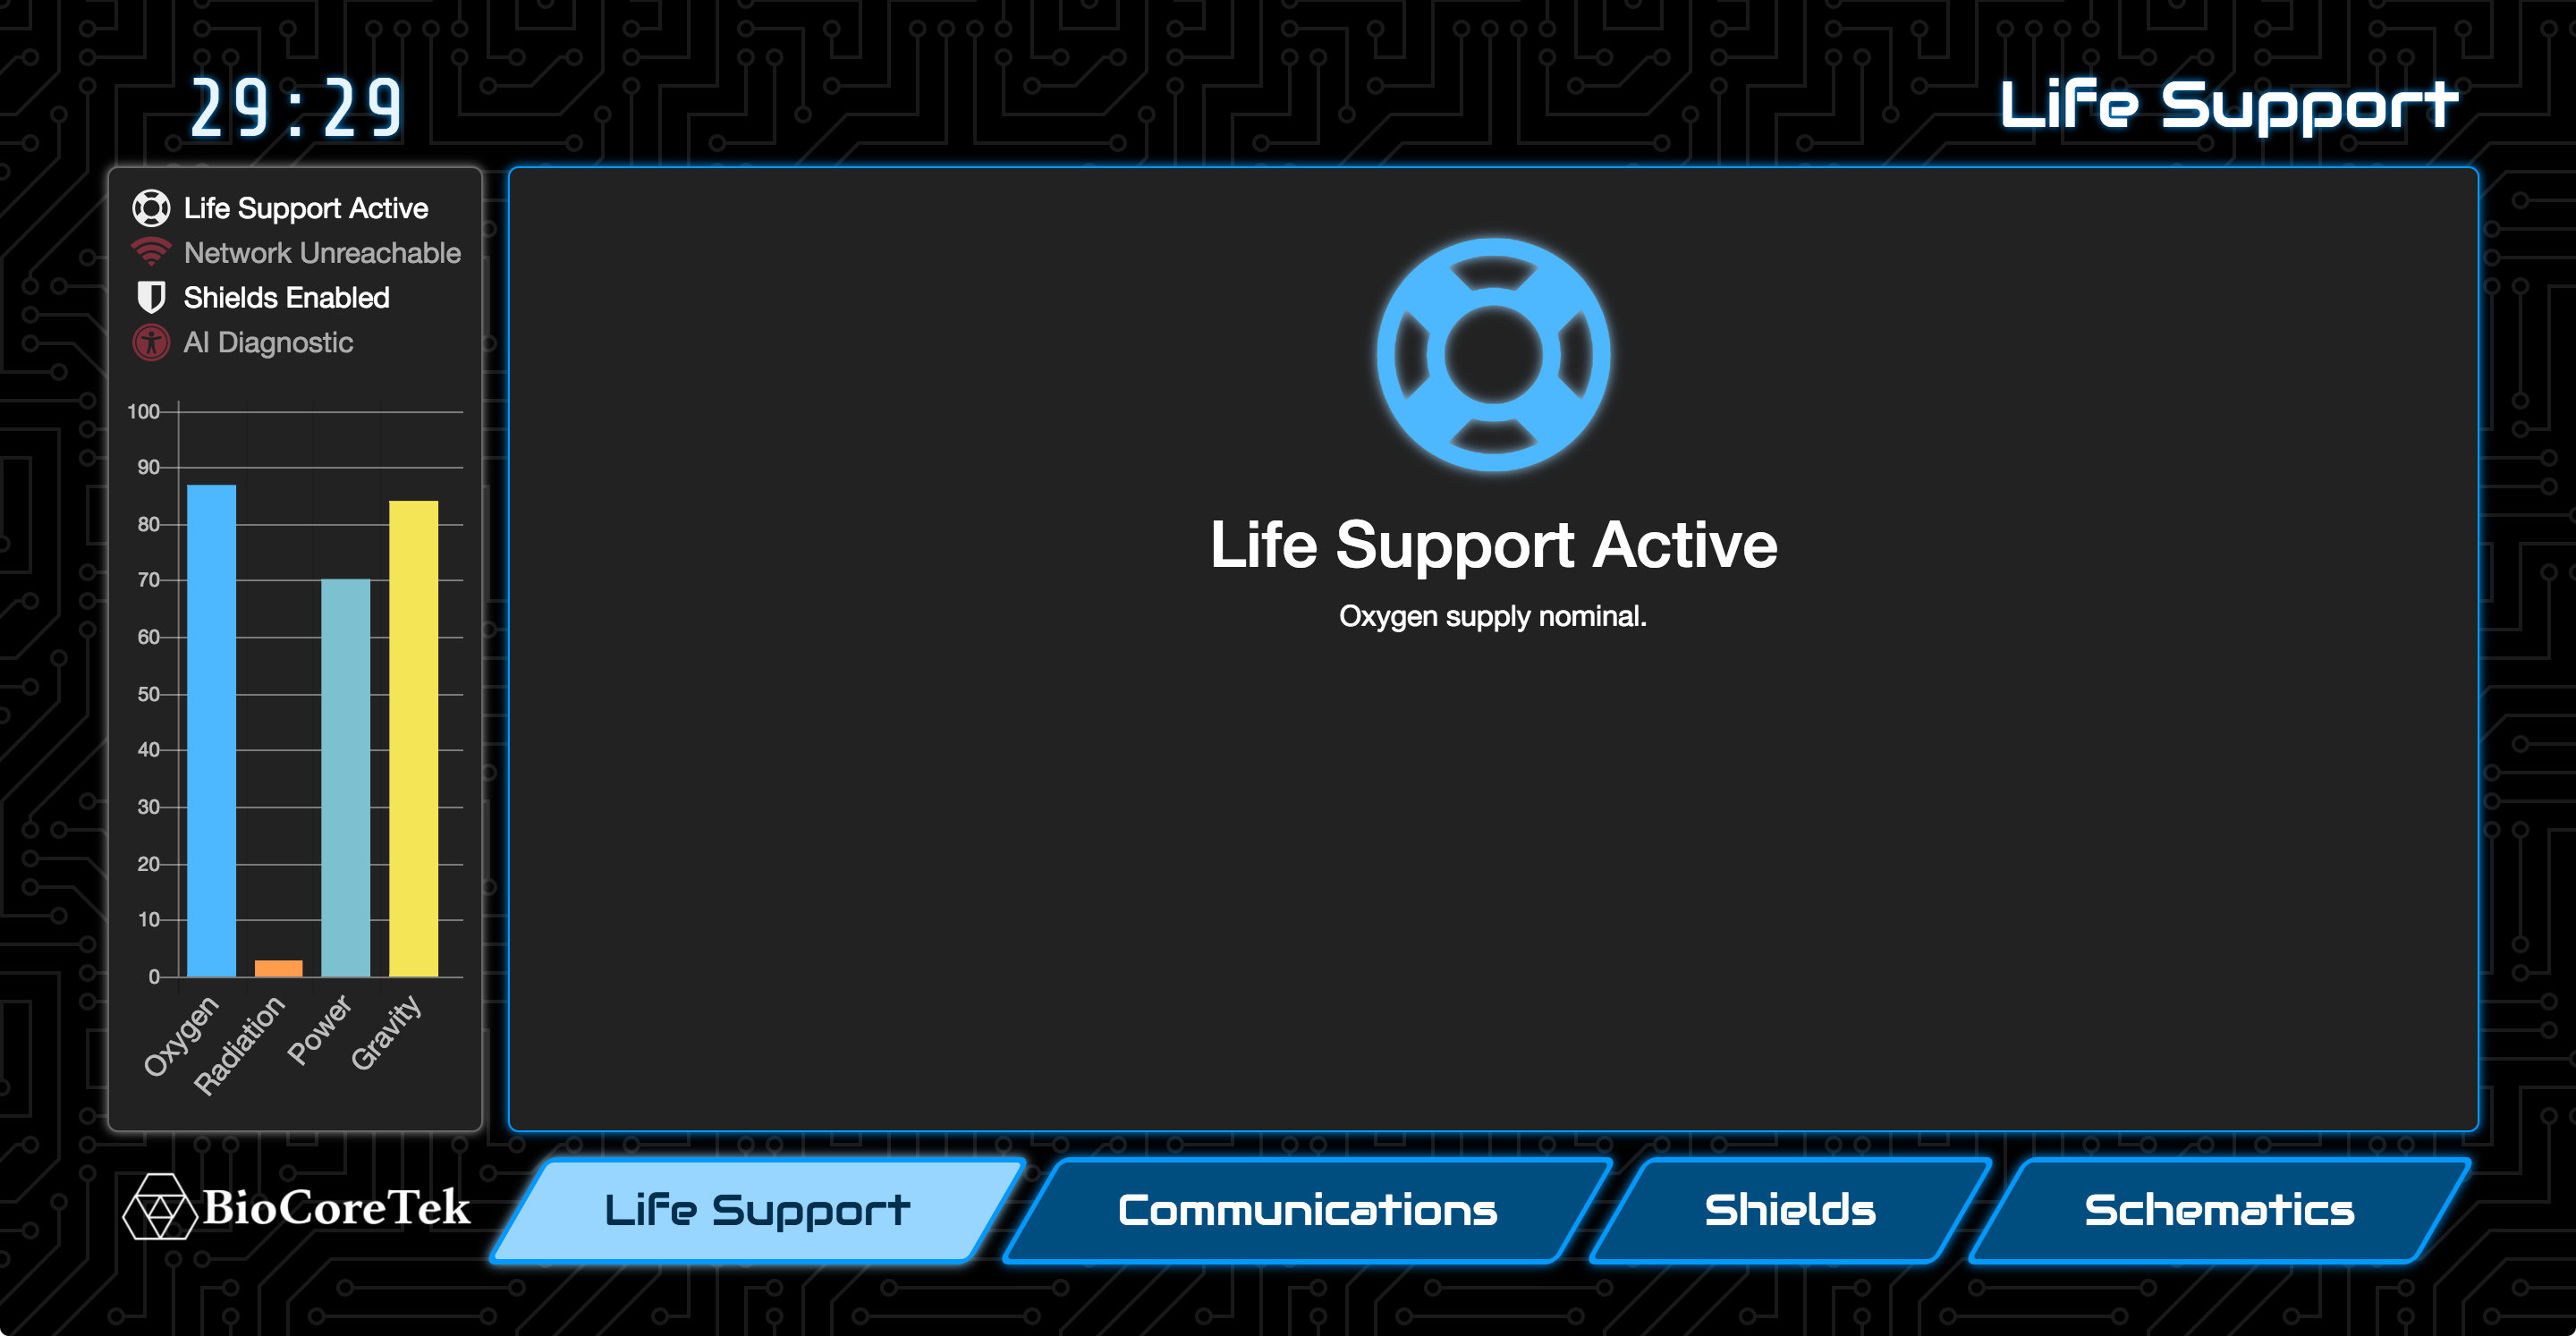 29:29
Life Support
Life Support Active
Network Unreachable
Shields Enabled
AI Diagnostic
100
90
80
70
60
50
40
30
20
10
0
Oxygen
Radiation
Power
Gravity
Life Support Active
Oxygen supply nominal.
BioCoreTek
Life Support
Communications
Shields
Schematics